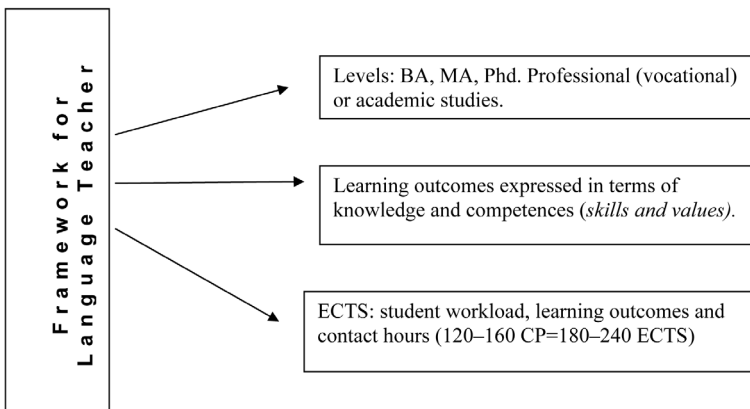 Framework for
Language Teacher
Levels: BA, MA, Phd. Professional (vocational)
or academic studies.
Learning outcomes expressed in terms of
knowledge and competences (skills and values).
ECTS: student workload, learning outcomes and
contact hours (120–160 CP=180–240 ECTS)